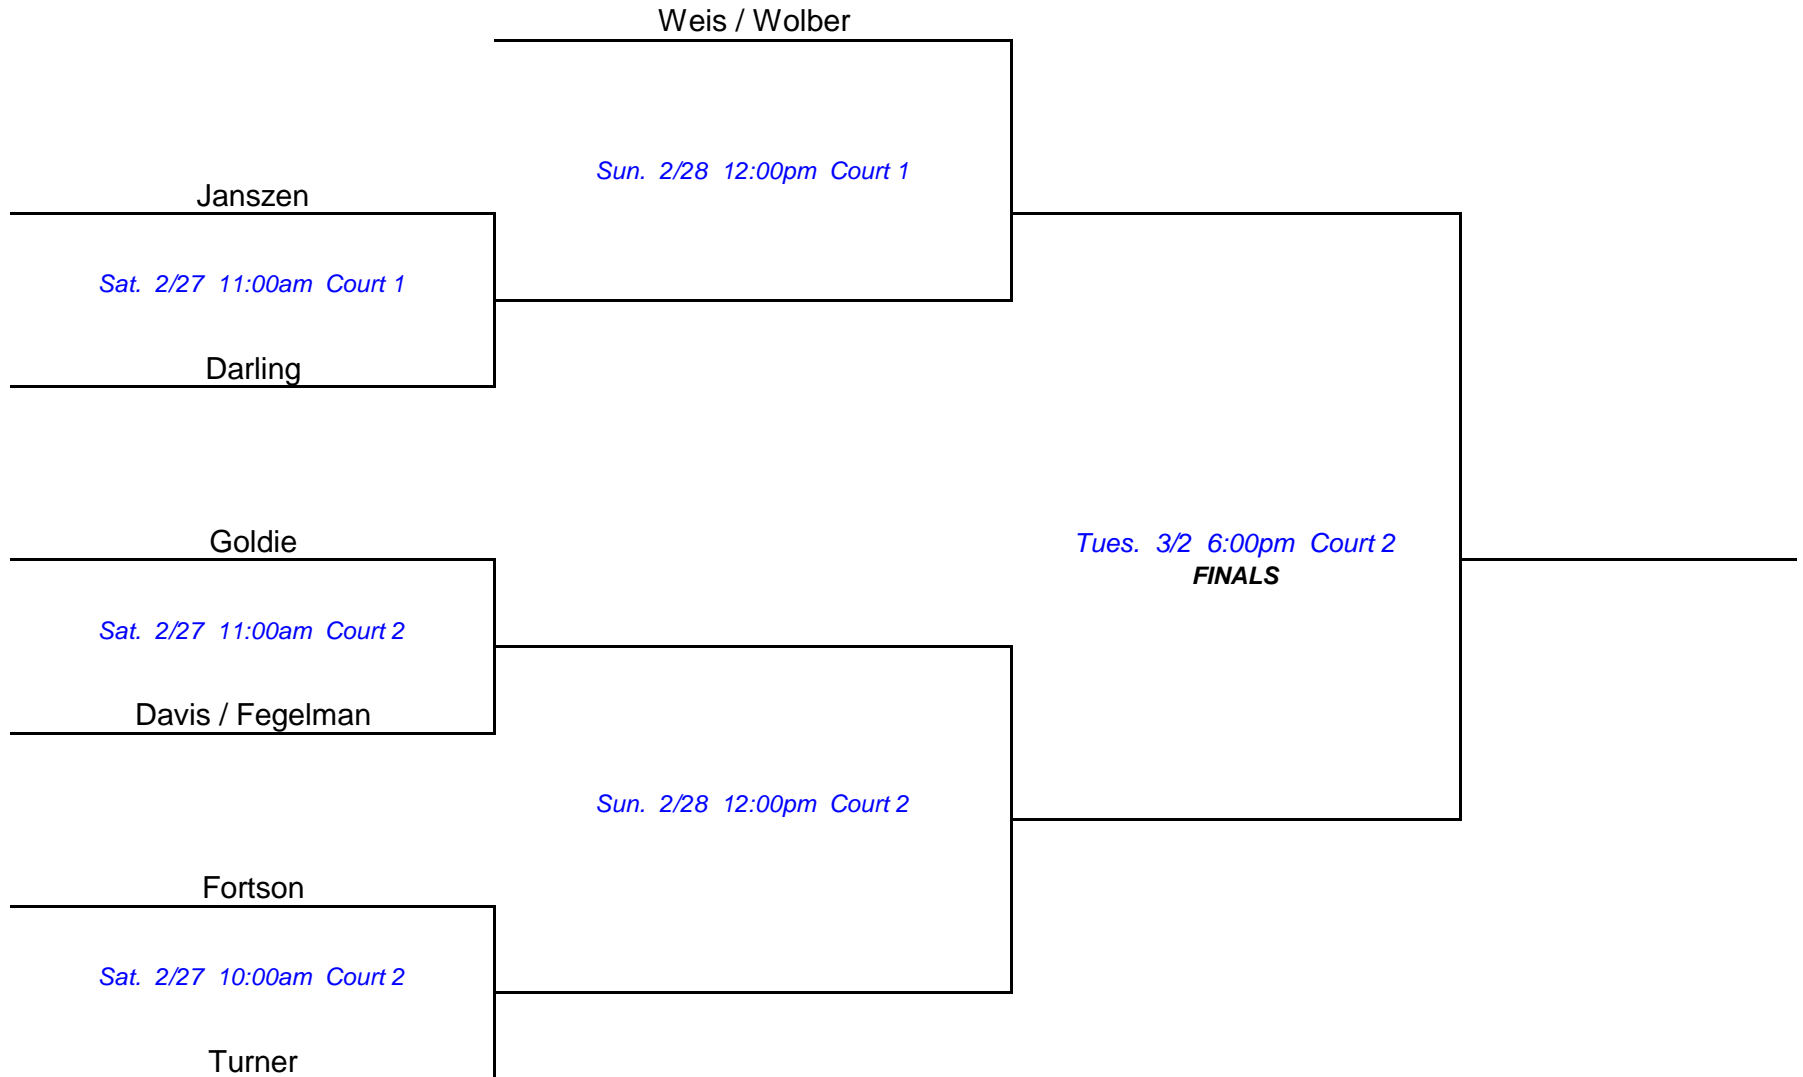 Weis / Wolber
Sun. 2/28 12:00pm Court 1
Janszen
Sat. 2/27 11:00am Court 1
Darling
Goldie
Tues. 3/2 6:00pm Court 2
FINALS
Sat. 2/27 11:00am Court 2
Davis / Fegelman
Sun. 2/28 12:00pm Court 2
Fortson
Sat. 2/27 10:00am Court 2
Turner